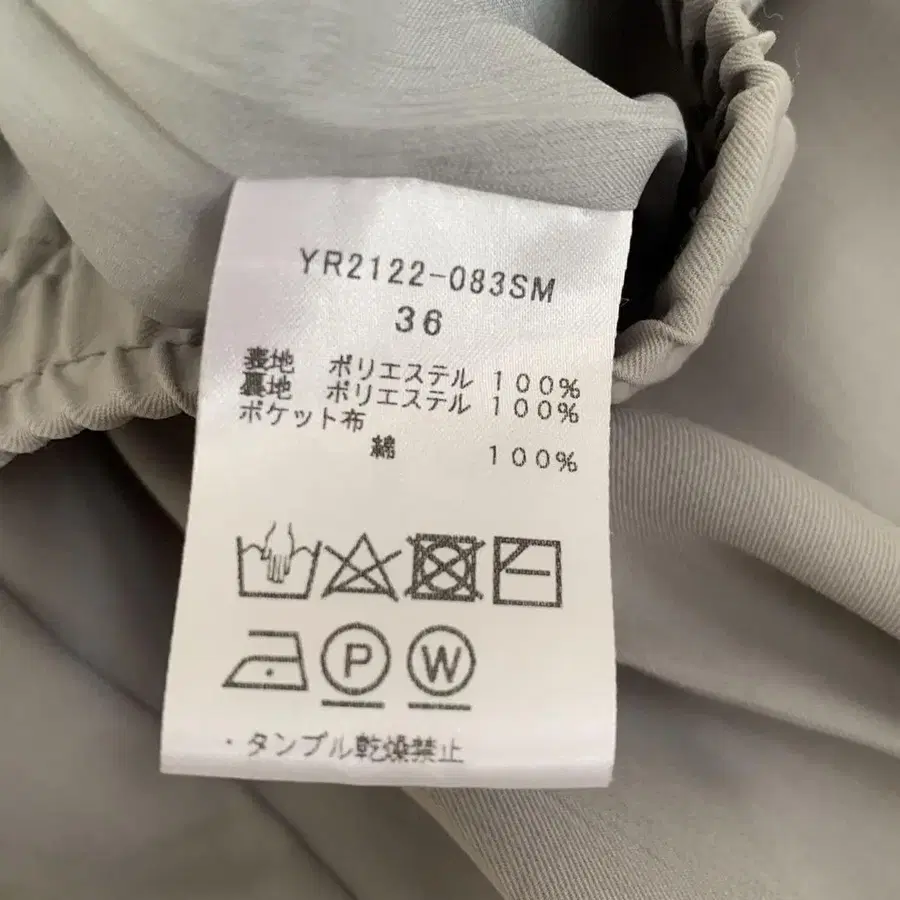 YR2122-083SM
36
表地 ポリエステル 100%
裏地 ポリエステル 100%
ポケット布
綿 100%
P W
・タンブル乾燥禁止